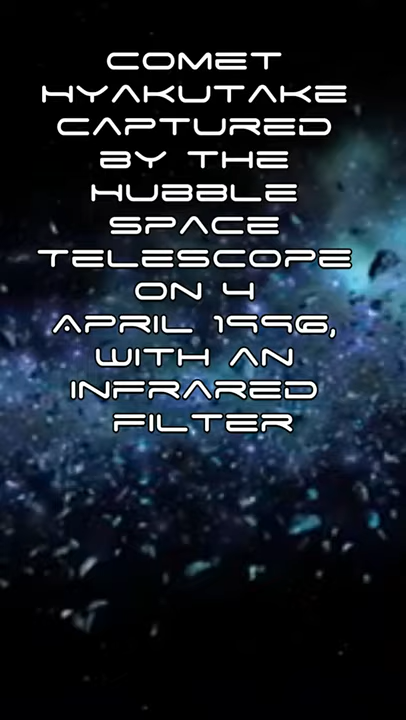 COMET
HYAKUTAKE
CAPTURED
BY THE
HUBBLE
SPACE
TELESCOPE
ON 4
APRIL 1996,
WITH AN
INFRARED
FILTER